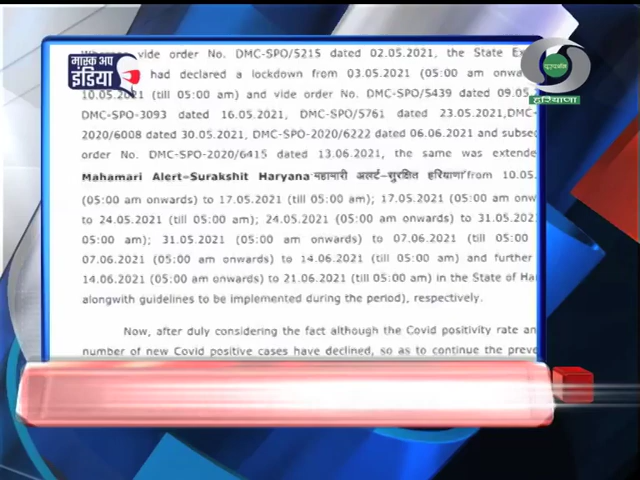 मास्क अप
इंडिया
दूरदर्शन
हरियाणा
Whereas vide order No. DMC-SPO/5215 dated 02.05.2021, the State Ex
had declared a lockdown from 03.05.2021 (05:00 am onwa
10.05.2021 (till 05:00 am) and vide order No. DMC-SPO/5439 dated 09.05.
DMC-SPO-3093 dated 16.05.2021, DMC-SPO/5761 dated 23.05.2021,DMC-
2020/6008 dated 30.05.2021, DMC-SPO-2020/6222 dated 06.06.2021 and subse
order No. DMC-SPO-2020/6415 dated 13.06.2021, the same was extende
Mahamari Alert-Surakshit Haryana महामारी अलर्ट-सुरक्षित हरियाणा from 10.05.
(05:00 am onwards) to 17.05.2021 (till 05:00 am); 17.05.2021 (05:00 am onw
to 24.05.2021 (till 05:00 am); 24.05.2021 (05:00 am onwards) to 31.05.202
05:00 am); 31.05.2021 (05:00 am onwards) to 07.06.2021 (till 05:00
07.06.2021 (05:00 am onwards) to 14.06.2021 (till 05:00 am) and further
14.06.2021 (05:00 am onwards) to 21.06.2021 (till 05:00 am) in the State of Ha
alongwith guidelines to be implemented during the period), respectively.
Now, after duly considering the fact although the Covid positivity rate an
number of new Covid positive cases have declined, so as to continue the preve